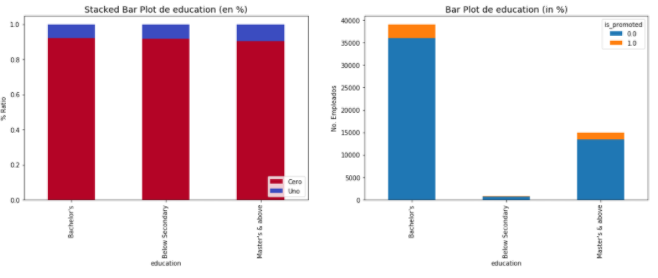 Stacked Bar Plot de education (en %)
1.0
0.8
0.6
0.4
0.2
0.0
% Ratio
Cero
Uno
Bachelor's
Below Secondary
Master's & above
education
Bar Plot de education (in %)
40000
35000
30000
25000
20000
15000
10000
5000
0
No. Empleados
is_promoted
0.0
1.0
Bachelor's
Below Secondary
Master's & above
education